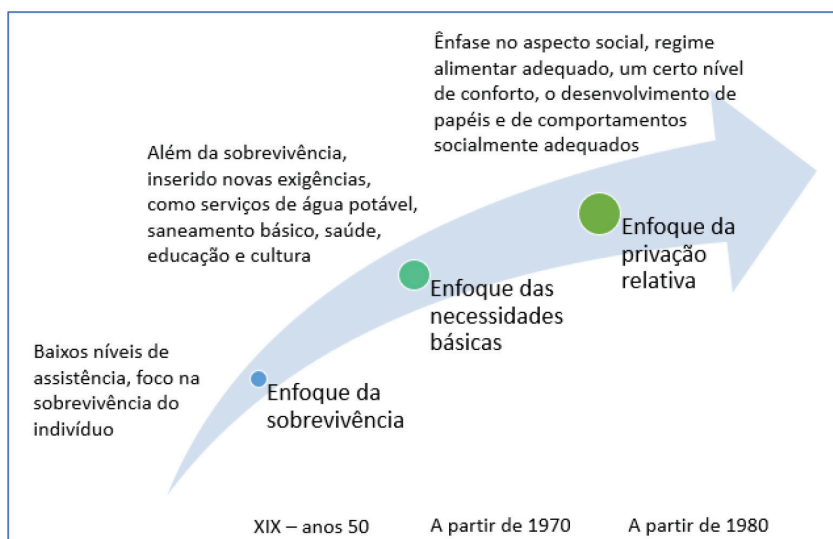 Ênfase no aspecto social, regime
alimentar adequado, um certo nível
de conforto, o desenvolvimento de
papéis e de comportamentos
socialmente adequados
Além da sobrevivência,
inserido novas exigências,
como serviços de água potável,
saneamento básico, saúde,
educação e cultura
Enfoque da
privação
relativa
Enfoque das
necessidades
básicas
Baixos níveis de
assistência, foco na
sobrevivência do
indivíduo
Enfoque da
sobrevivência
XIX – anos 50
A partir de 1970
A partir de 1980